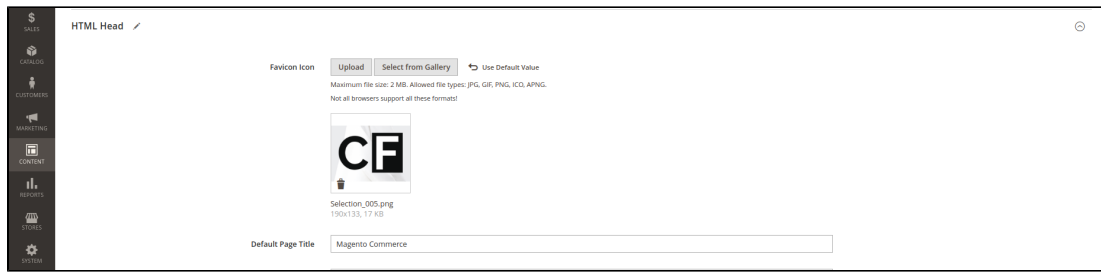 $
SALES
CATALOG
CUSTOMERS
MARKETING
CONTENT
REPORTS
STORES
SYSTEM
HTML Head
Favicon Icon Upload Select from Gallery Use Default Value
Maximum file size: 2 MB. Allowed file types: JPG, GIF, PNG, ICO, APNG.
Not all browsers support all these formats!
CF
Selection_005.png
190x133, 17 KB
Default Page Title Magento Commerce